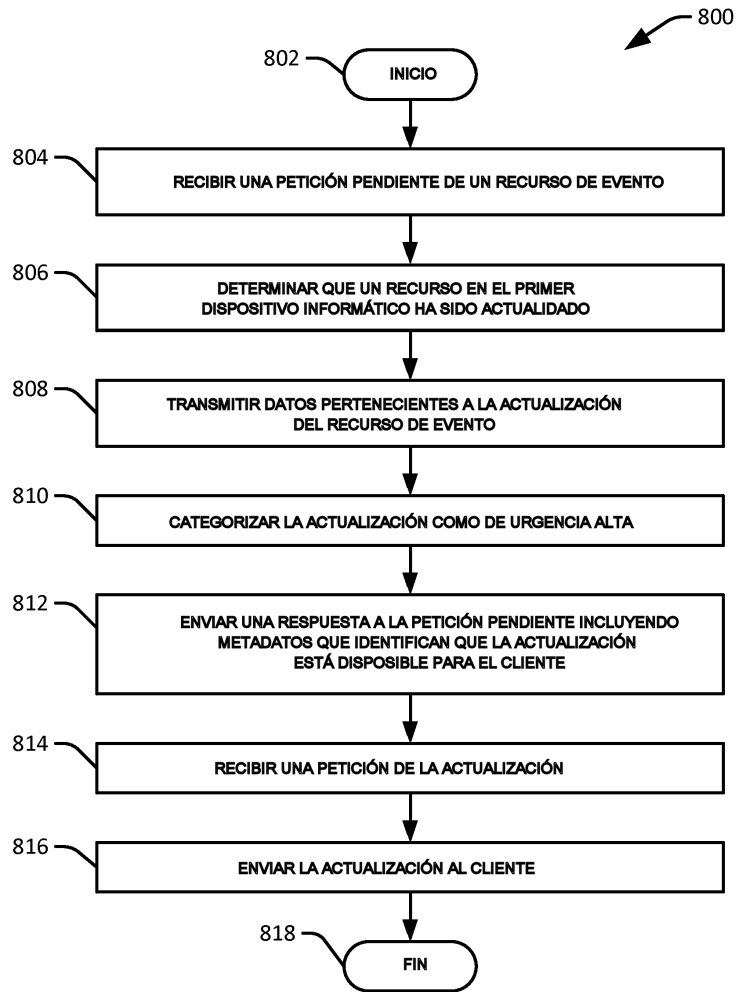 800
802
INICIO
804
RECIBIR UNA PETICIÓN PENDIENTE DE UN RECURSO DE EVENTO
806
DETERMINAR QUE UN RECURSO EN EL PRIMER
DISPOSITIVO INFORMÁTICO HA SIDO ACTUALIDADO
808
TRANSMITIR DATOS PERTENECIENTES A LA ACTUALIZACIÓN
DEL RECURSO DE EVENTO
810
CATEGORIZAR LA ACTUALIZACIÓN COMO DE URGENCIA ALTA
812
ENVIAR UNA RESPUESTA A LA PETICIÓN PENDIENTE INCLUYENDO
METADATOS QUE IDENTIFICAN QUE LA ACTUALIZACIÓN
ESTÁ DISPOSIBLE PARA EL CLIENTE
814
RECIBIR UNA PETICIÓN DE LA ACTUALIZACIÓN
816
ENVIAR LA ACTUALIZACIÓN AL CLIENTE
818
FIN